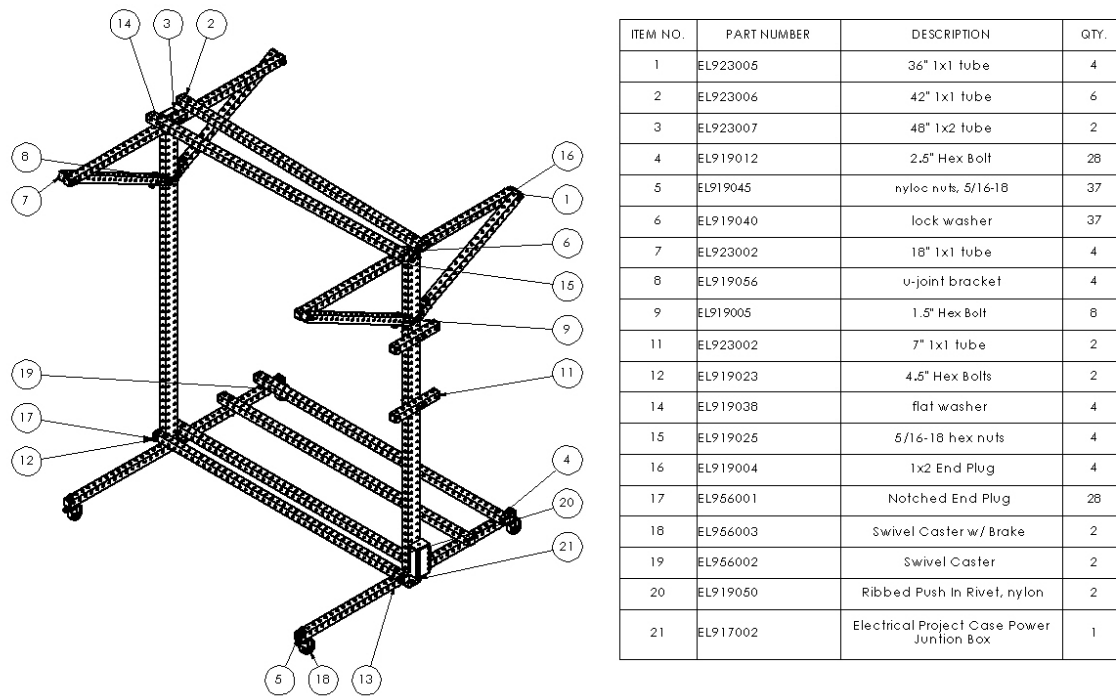 14
3
2
8
7
16
1
6
15
9
19
11
17
12
4
20
21
5
18
13
ITEM NO. PART NUMBER DESCRIPTION QTY.
1 EL923005 36" 1x1 tube 4
2 EL923006 42" 1x1 tube 6
3 EL923007 48" 1x2 tube 2
4 EL919012 2.5" Hex Bolt 28
5 EL919045 nyloc nuts, 5/16-18 37
6 EL919040 lock washer 37
7 EL923002 18" 1x1 tube 4
8 EL919056 u-joint bracket 4
9 EL919005 1.5" Hex Bolt 8
11 EL923002 7" 1x1 tube 2
12 EL919023 4.5" Hex Bolts 2
14 EL919038 flat washer 4
15 EL919025 5/16-18 hex nuts 4
16 EL919004 1x2 End Plug 4
17 EL956001 Notched End Plug 28
18 EL956003 Swivel Caster w/ Brake 2
19 EL956002 Swivel Caster 2
20 EL919050 Ribbed Push In Rivet, nylon 2
21 EL917002 Electrical Project Case Power 1
Juntion Box